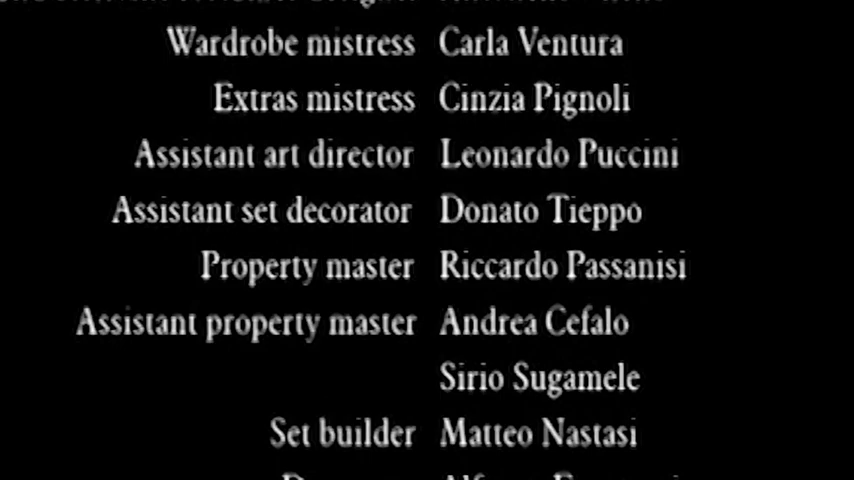 Wardrobe mistress Carla Ventura
Extras mistress Cinzia Pignoli
Assistant art director Leonardo Puccini
Assistant set decorator Donato Tieppo
Property master Riccardo Passanisi
Assistant property master Andrea Cefalo
Sirio Sugamele
Set builder Matteo Nastasi